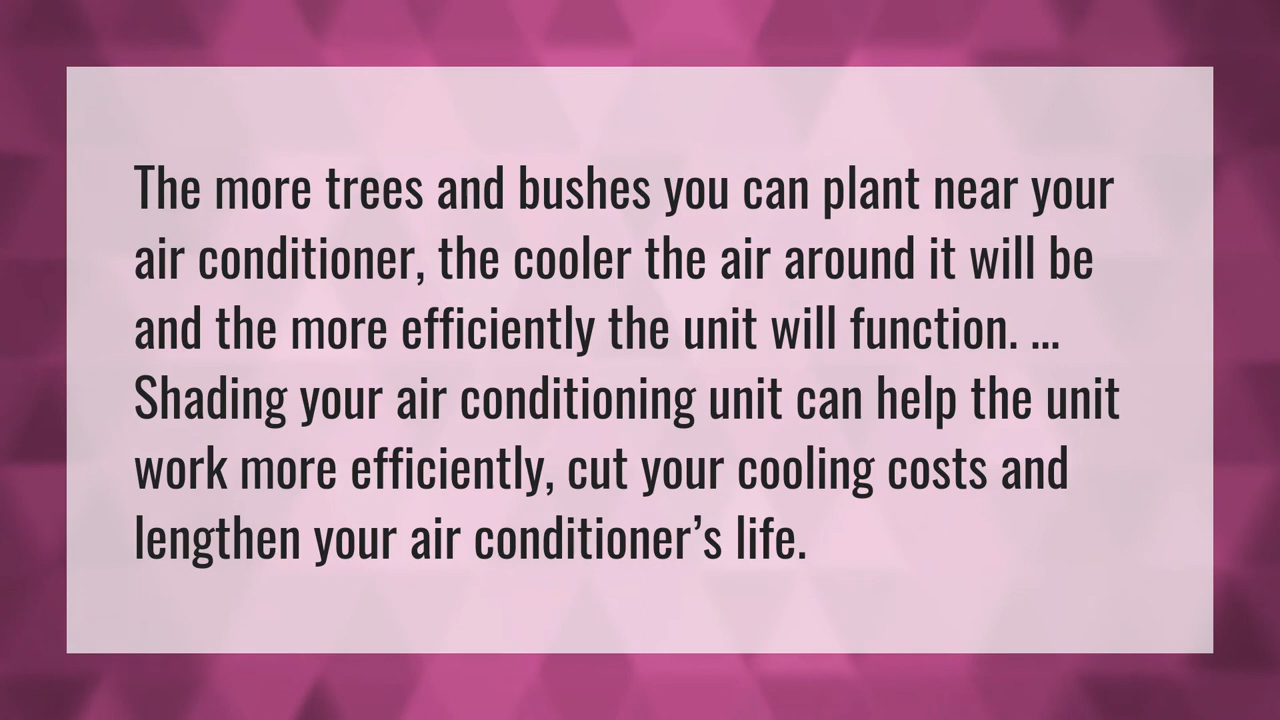 The more trees and bushes you can plant near your
air conditioner, the cooler the air around it will be
and the more efficiently the unit will function. ...
Shading your air conditioning unit can help the unit
work more efficiently, cut your cooling costs and
lengthen your air conditioner’s life.